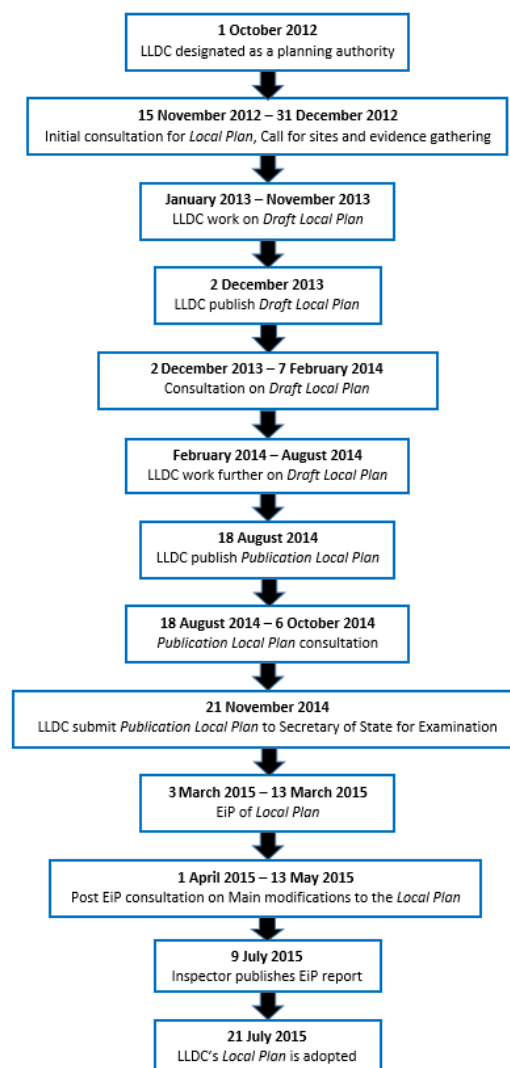 1 October 2012
LLDC designated as a planning authority
15 November 2012 – 31 December 2012
Initial consultation for Local Plan, Call for sites and evidence gathering
January 2013 – November 2013
LLDC work on Draft Local Plan
2 December 2013
LLDC publish Draft Local Plan
2 December 2013 – 7 February 2014
Consultation on Draft Local Plan
February 2014 – August 2014
LLDC work further on Draft Local Plan
18 August 2014
LLDC publish Publication Local Plan
18 August 2014 – 6 October 2014
Publication Local Plan consultation
21 November 2014
LLDC submit Publication Local Plan to Secretary of State for Examination
3 March 2015 – 13 March 2015
EiP of Local Plan
1 April 2015 – 13 May 2015
Post EiP consultation on Main modifications to the Local Plan
9 July 2015
Inspector publishes EiP report
21 July 2015
LLDC's Local Plan is adopted